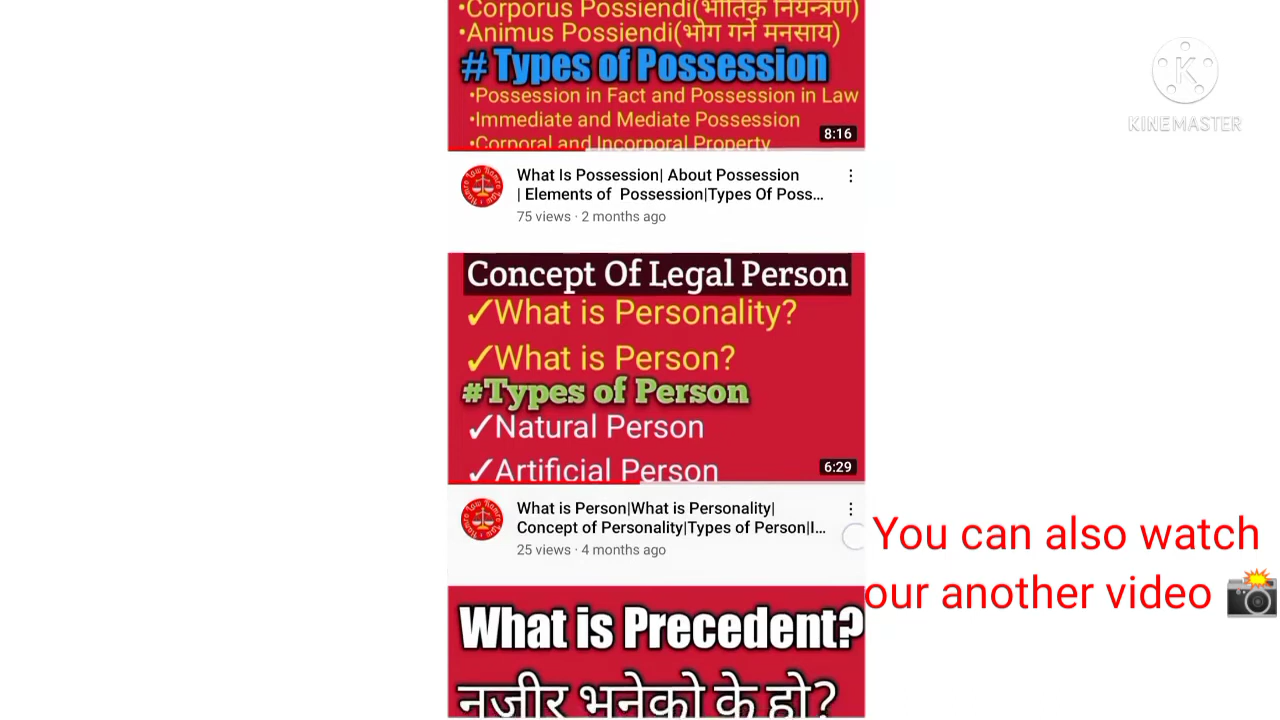 •Corporus Possiendi(भौतिक नियन्त्रण)
•Animus Possiendi(भोग गर्ने मनसाय)
# Types of Possession
•Possession in Fact and Possession in Law
•Immediate and Mediate Possession
•Corporal and Incorporal Property
8:16
What Is Possession| About Possession
| Elements of Possession|Types Of Poss...
75 views · 2 months ago
Concept Of Legal Person
✓What is Personality?
✓What is Person?
#Types of Person
✓Natural Person
✓Artificial Person
6:29
What is Person|What is Personality|
Concept of Personality|Types of Person|I...
25 views · 4 months ago
What is Precedent?
नजीर भनेको के हो?
You can also watch
our another video 📸
KINEMASTER